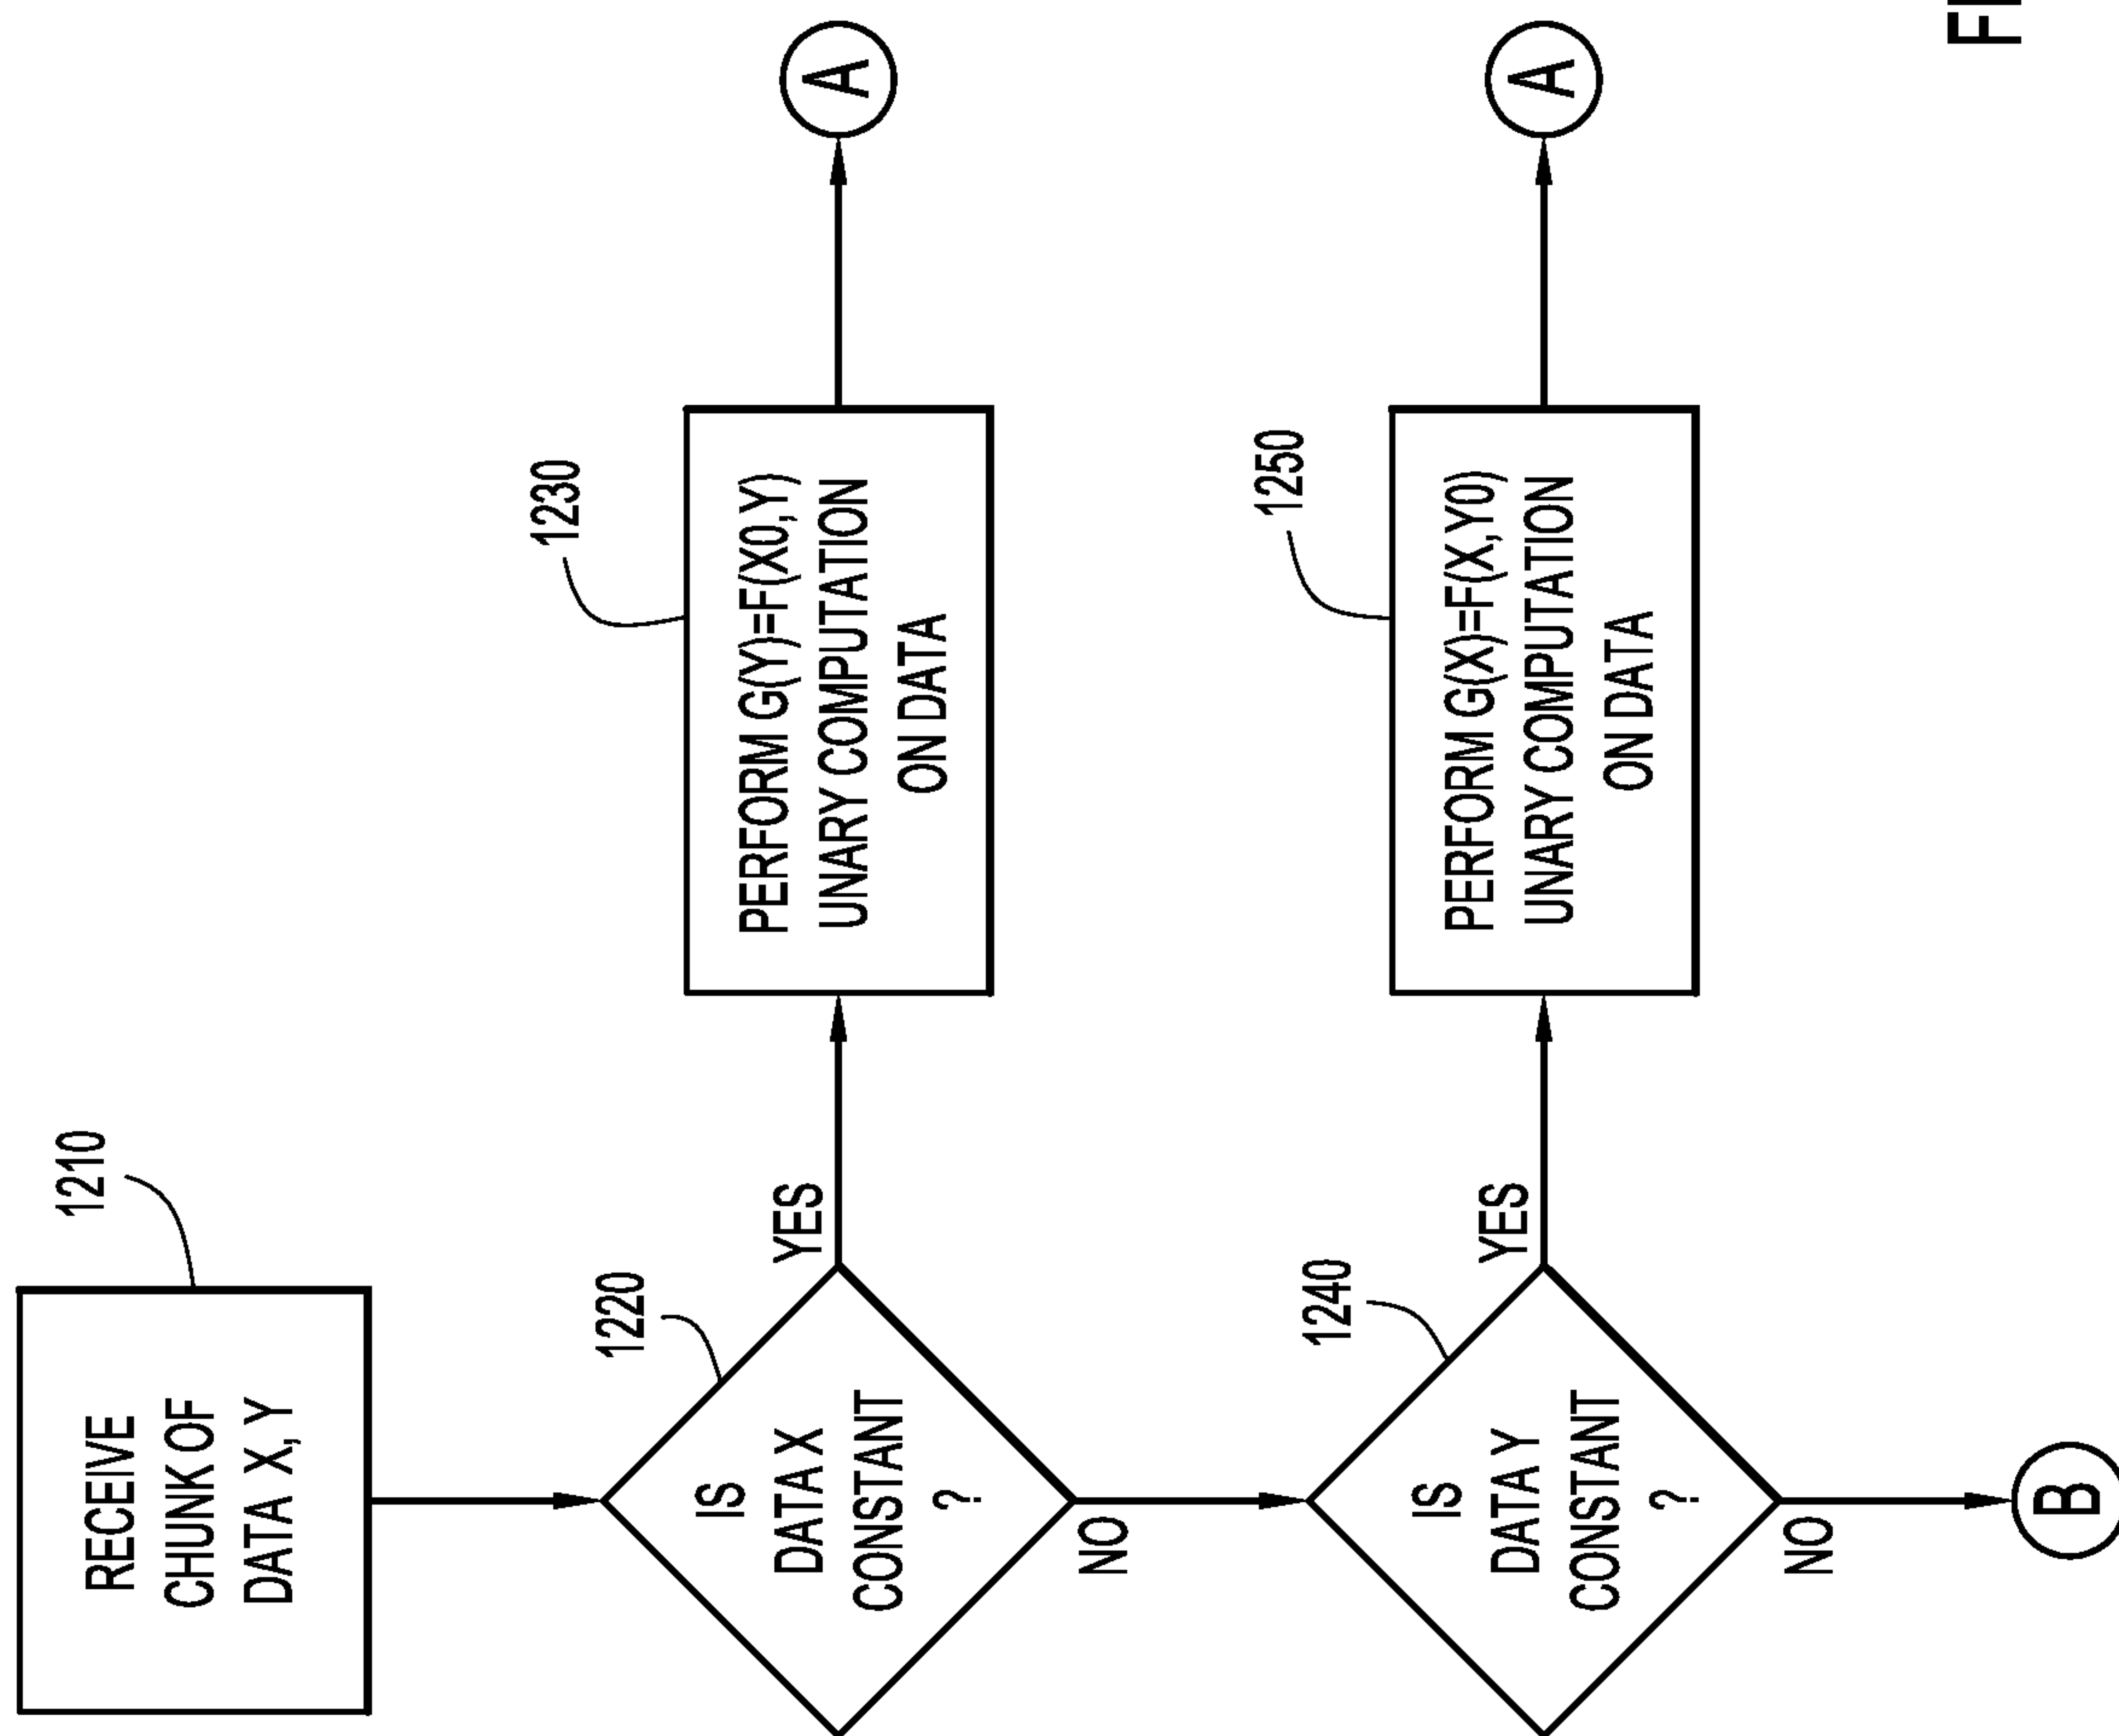 1210
RECEIVE
CHUNK OF
DATA X,Y
1220
IS
DATA X
CONSTANT
?
YES
1230
PERFORM G(Y)=F(X0,Y)
UNARY COMPUTATION
ON DATA
A
NO
1240
IS
DATA Y
CONSTANT
?
YES
1250
PERFORM G(X)=F(X,Y0)
UNARY COMPUTATION
ON DATA
A
NO
B